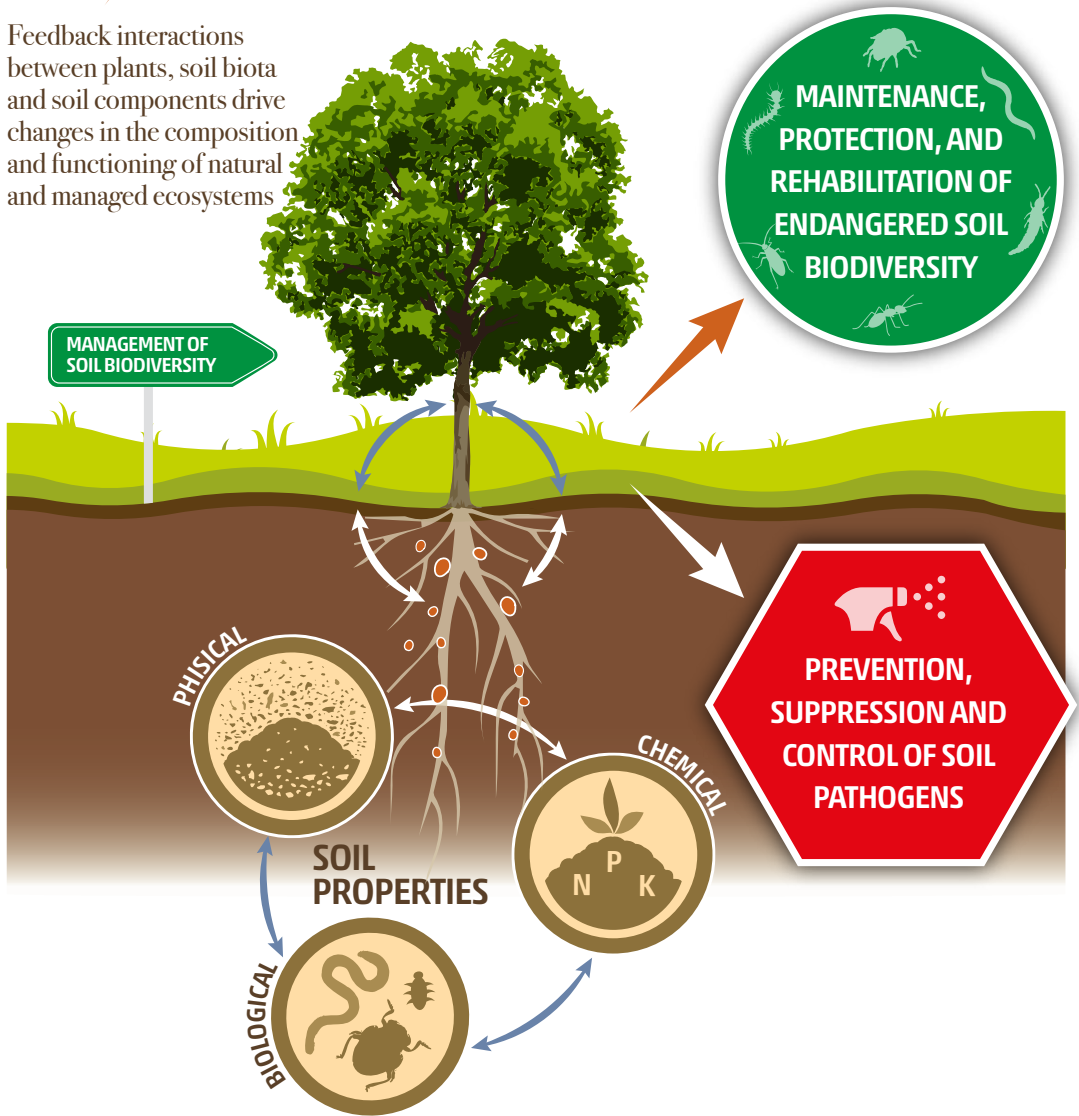 Feedback interactions
between plants, soil biota
and soil components drive
changes in the composition
and functioning of natural
and managed ecosystems
MAINTENANCE,
PROTECTION, AND
REHABILITATION OF
ENDANGERED SOIL
BIODIVERSITY
MANAGEMENT OF
SOIL BIODIVERSITY
PREVENTION,
SUPPRESSION AND
CONTROL OF SOIL
PATHOGENS
PHISICAL
CHEMICAL
N P K
SOIL
PROPERTIES
BIOLOGICAL